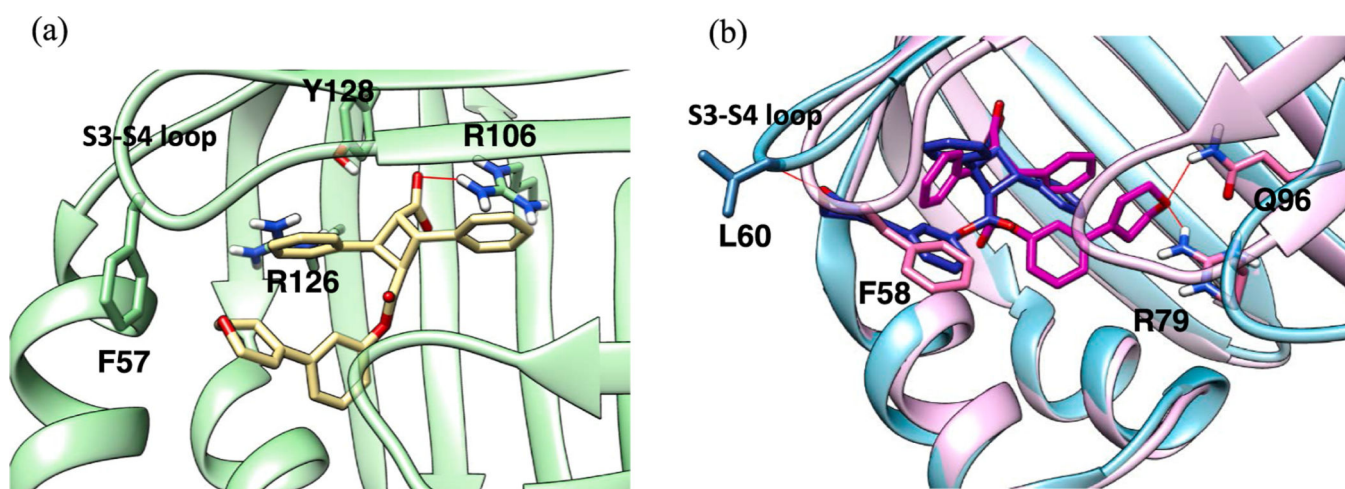 (a)
Y128
S3-S4 loop
R106
R126
F57
(b)
S3-S4 loop
L60
Q96
F58
R79